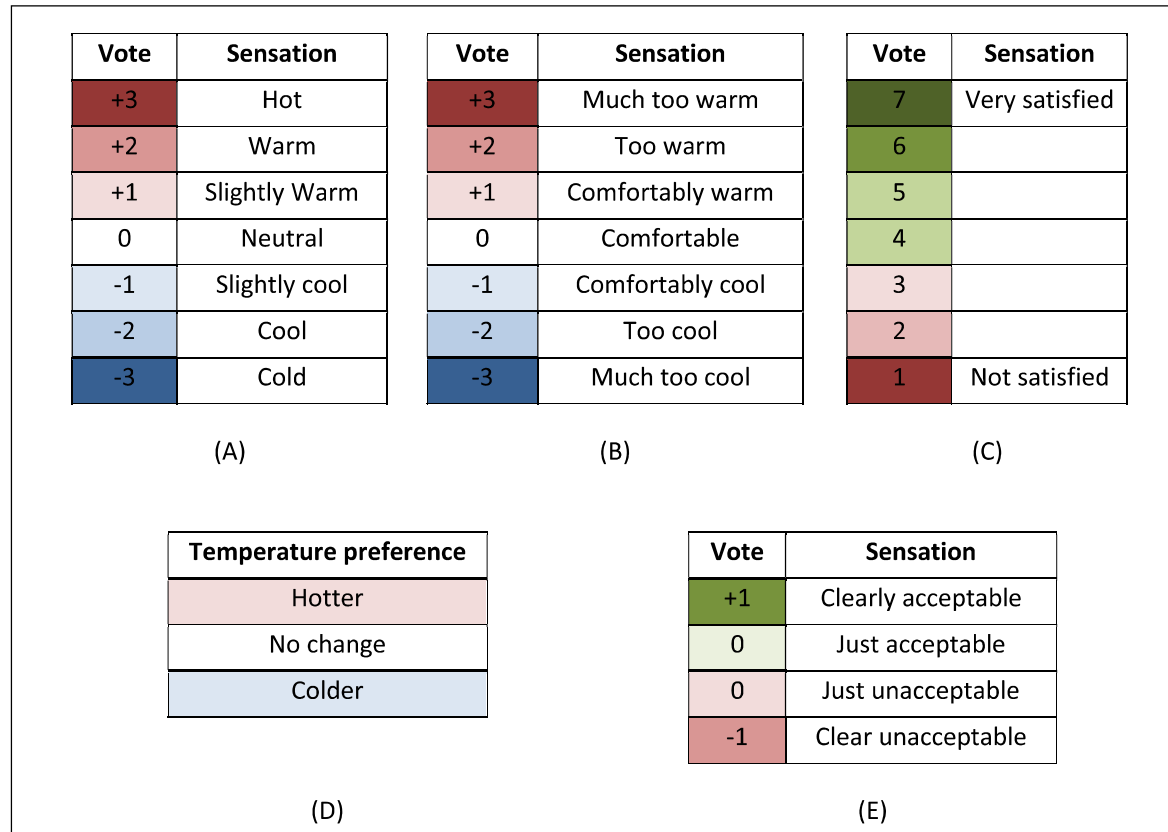 Vote Sensation Vote Sensation Vote Sensation
+3 Hot +3 Much too warm 7 Very satisfied
+2 Warm +2 Too warm 6
+1 Slightly Warm +1 Comfortably warm 5
0 Neutral 0 Comfortable 4
-1 Slightly cool -1 Comfortably cool 3
-2 Cool -2 Too cool 2
-3 Cold -3 Much too cool 1 Not satisfied
(A) (B) (C)
Temperature preference Vote Sensation
Hotter +1 Clearly acceptable
No change 0 Just acceptable
Colder 0 Just unacceptable
-1 Clear unacceptable
(D) (E)